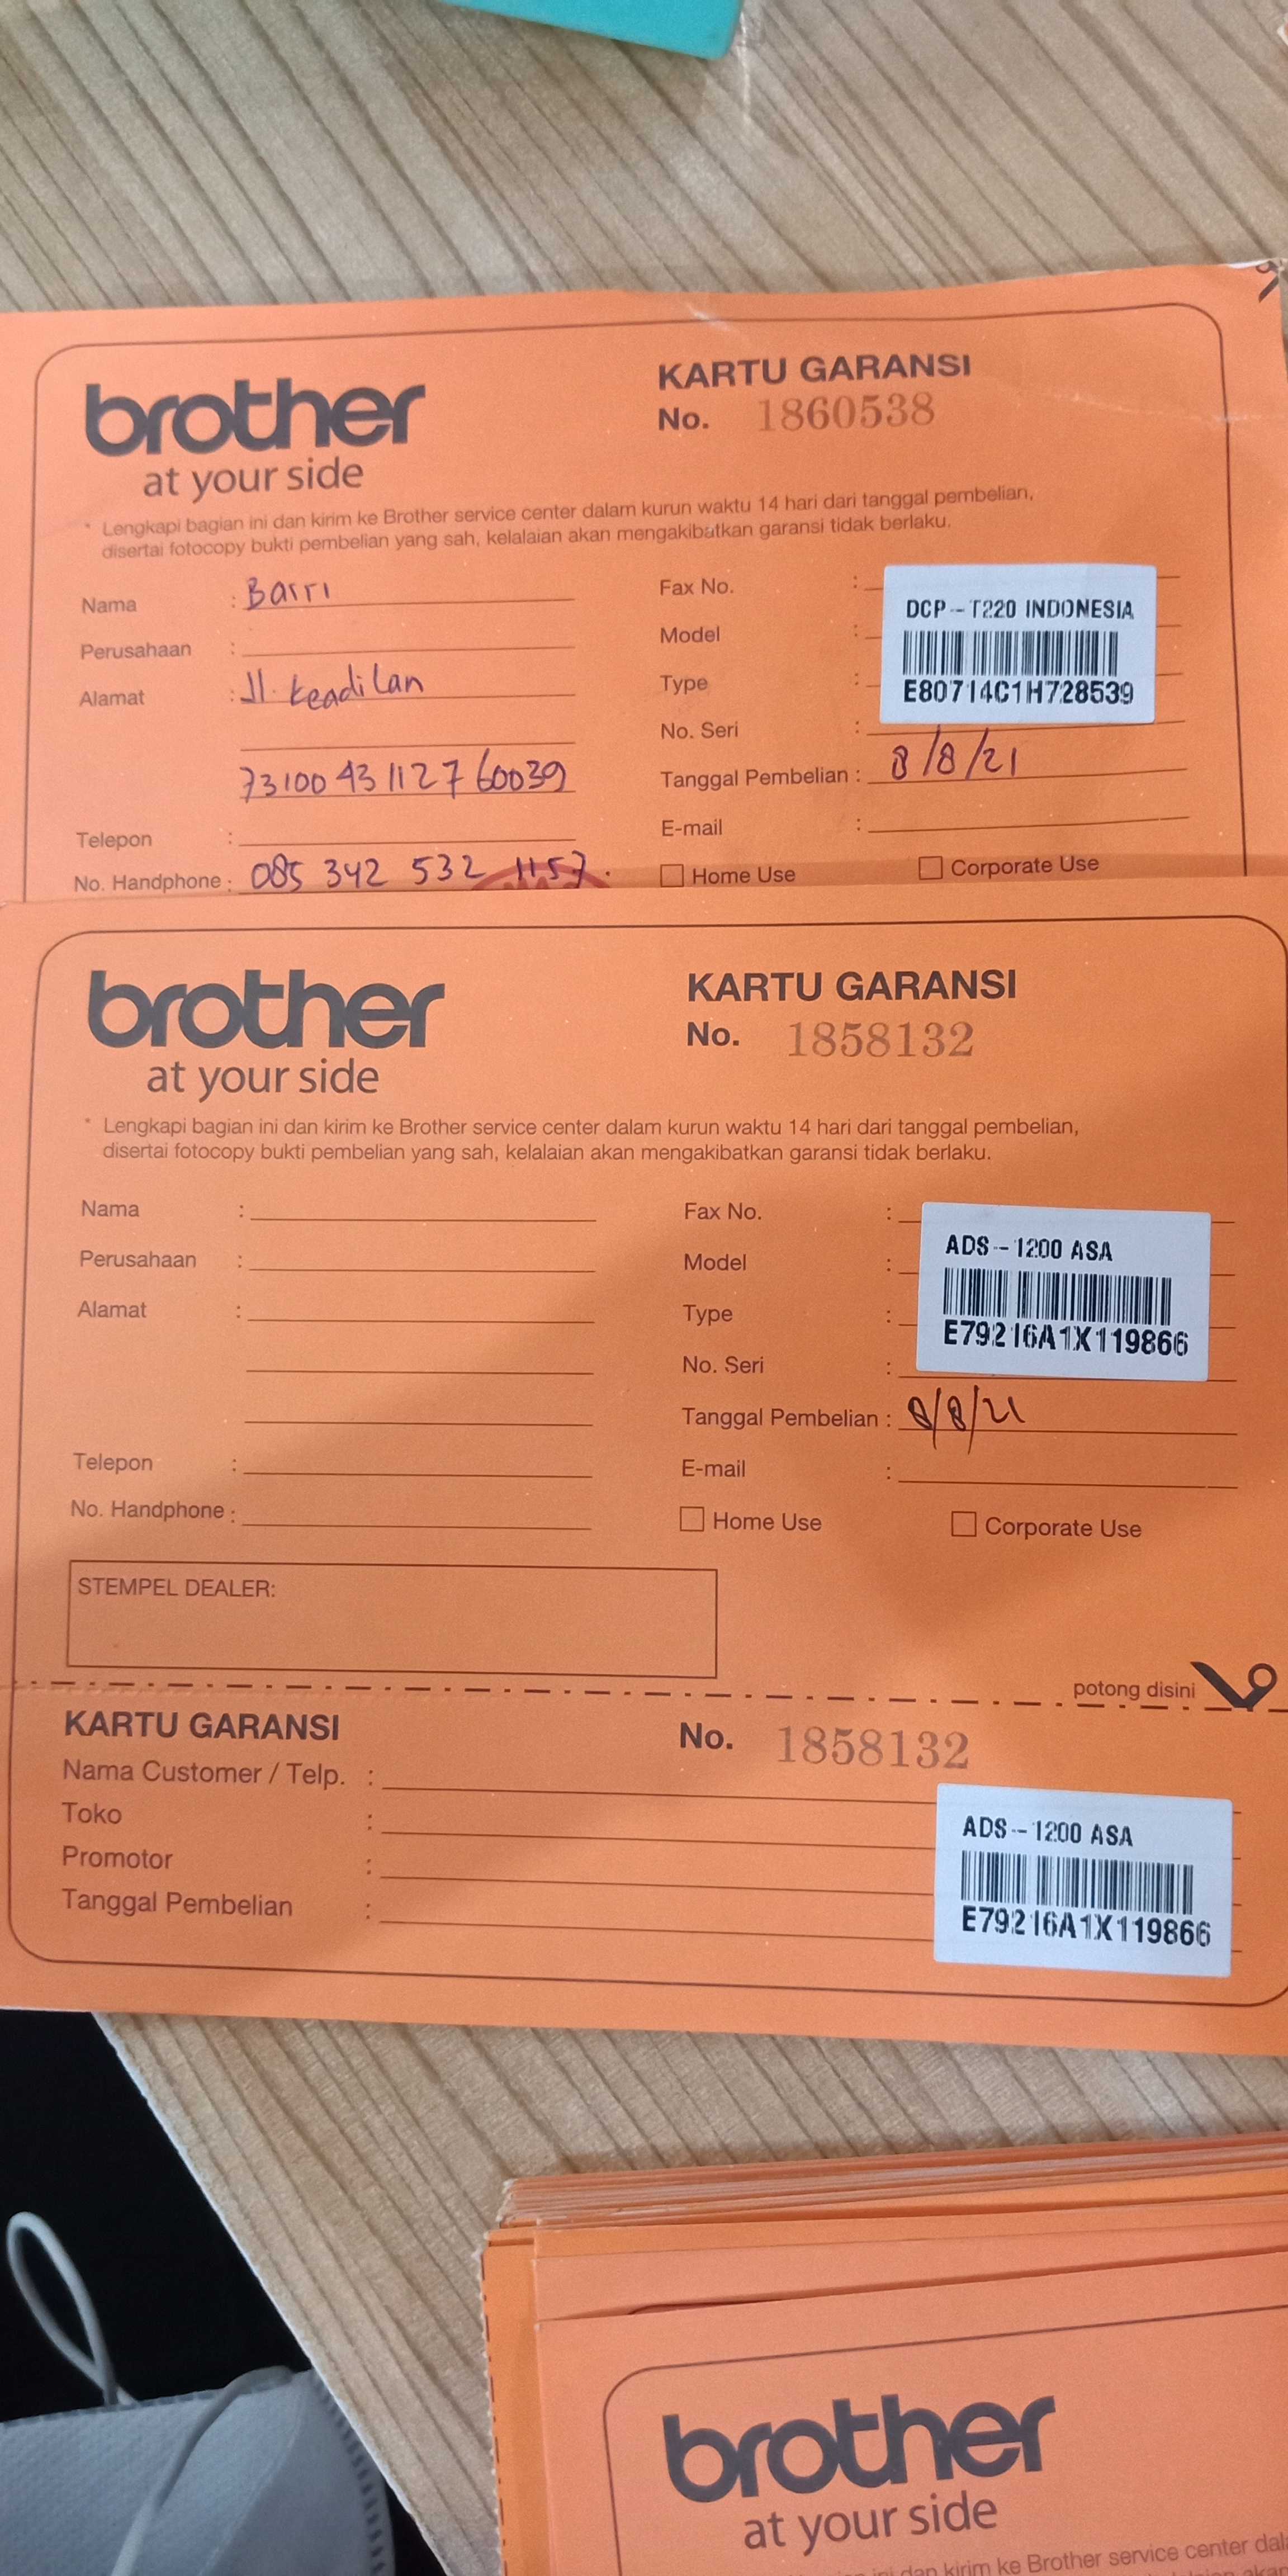 brother
at your side
KARTU GARANSI
No. 1860538
* Lengkapi bagian ini dan kirim ke Brother service center dalam kurun waktu 14 hari dari tanggal pembelian,
disertai fotocopy bukti pembelian yang sah, kelalaian akan mengakibatkan garansi tidak berlaku.
Nama : Barri
Perusahaan :
Alamat : Jl. keadilan
7310043112760039
Telepon :
No. Handphone : 085 342 532 1157.
Fax No. :
Model :
Type :
No. Seri :
DCP-T220 INDONESIA
E80714C1H728539
Tanggal Pembelian : 8/8/21
E-mail :
Home Use Corporate Use
brother
at your side
KARTU GARANSI
No. 1858132
* Lengkapi bagian ini dan kirim ke Brother service center dalam kurun waktu 14 hari dari tanggal pembelian,
disertai fotocopy bukti pembelian yang sah, kelalaian akan mengakibatkan garansi tidak berlaku.
Nama :
Perusahaan :
Alamat :
Telepon :
No. Handphone :
Fax No. :
Model :
Type :
No. Seri :
ADS-1200 ASA
E79216A1X119866
Tanggal Pembelian : 8/8/21
E-mail :
Home Use Corporate Use
STEMPEL DEALER:
potong disini
KARTU GARANSI
No. 1858132
Nama Customer / Telp. :
Toko :
Promotor :
Tanggal Pembelian :
ADS-1200 ASA
E79216A1X119866
brother
at your side
dan kirim ke Brother service center